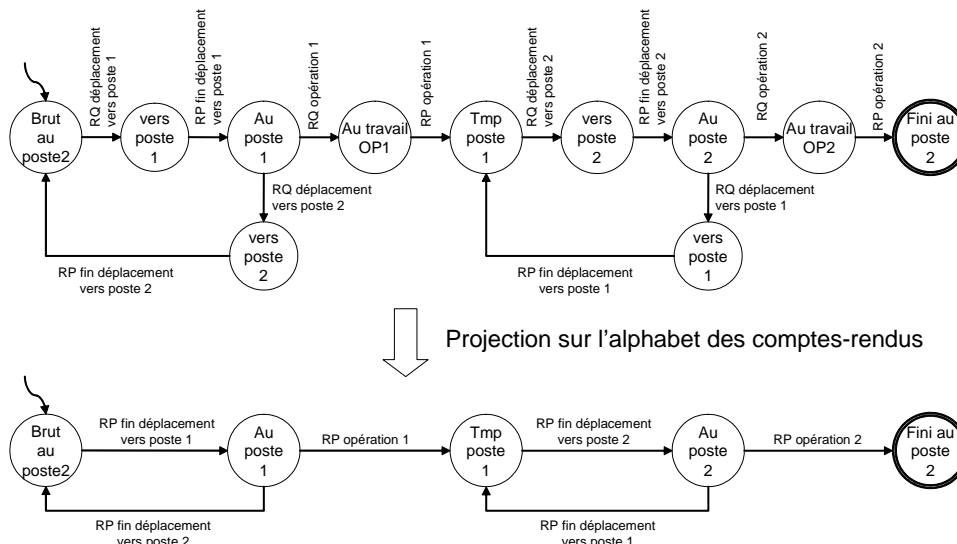 RQ déplacement
vers poste 1
RP fin déplacement
vers poste 1
RQ opération 1
RP opération 1
RQ déplacement
vers poste 2
RP fin déplacement
vers poste 2
RQ opération 2
RP opération 2
Brut
au
poste2
vers
poste
1
Au
poste
1
Au travail
OP1
Tmp
poste
1
vers
poste
2
Au
poste
2
Au travail
OP2
Fini au
poste
2
RQ déplacement
vers poste 2
RQ déplacement
vers poste 1
vers
poste
2
vers
poste
1
RP fin déplacement
vers poste 2
RP fin déplacement
vers poste 1
Projection sur l'alphabet des comptes-rendus
Brut
au
poste2
RP fin déplacement
vers poste 1
Au
poste
1
RP opération 1
Tmp
poste
1
RP fin déplacement
vers poste 2
Au
poste
2
RP opération 2
Fini au
poste
2
RP fin déplacement
vers poste 2
RP fin déplacement
vers poste 1